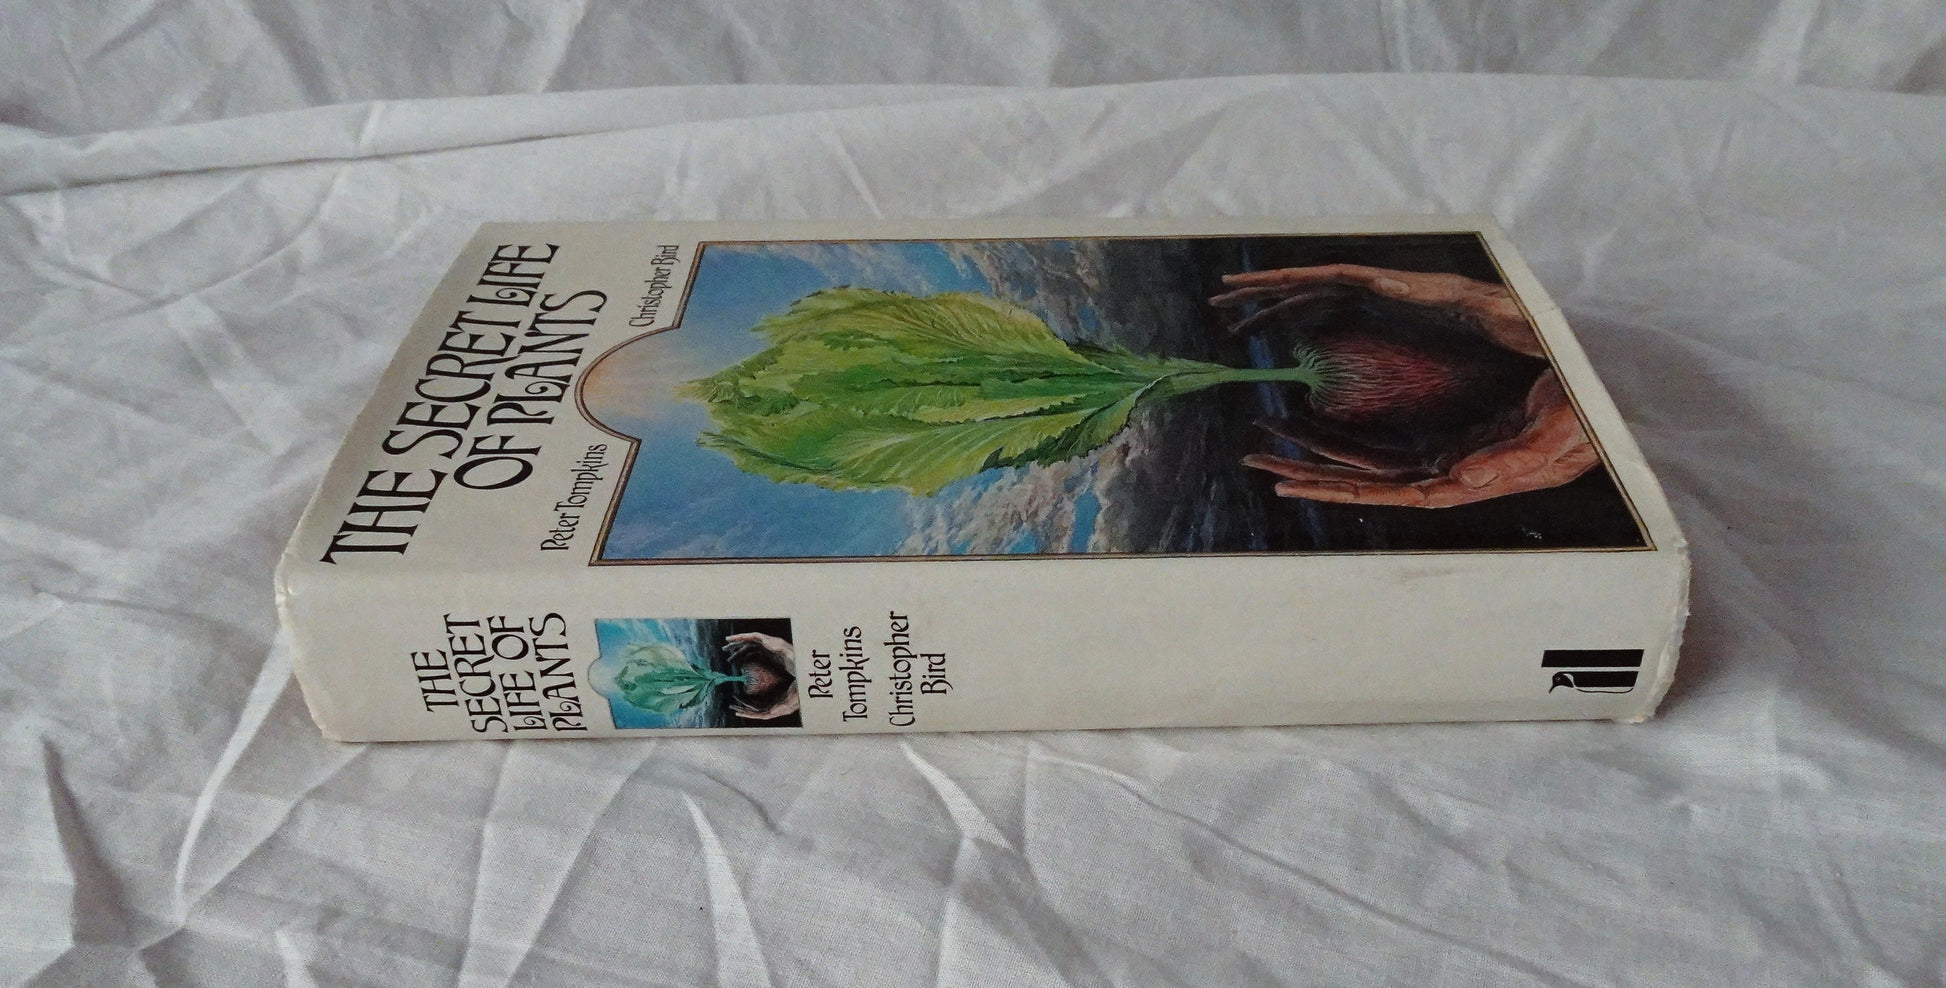 THE SECRET LIFE
OF PLANTS
Peter Tompkins
Christopher Bird
THE
SECRET
LIFE OF
PLANTS
Peter
Tompkins
Christopher
Bird